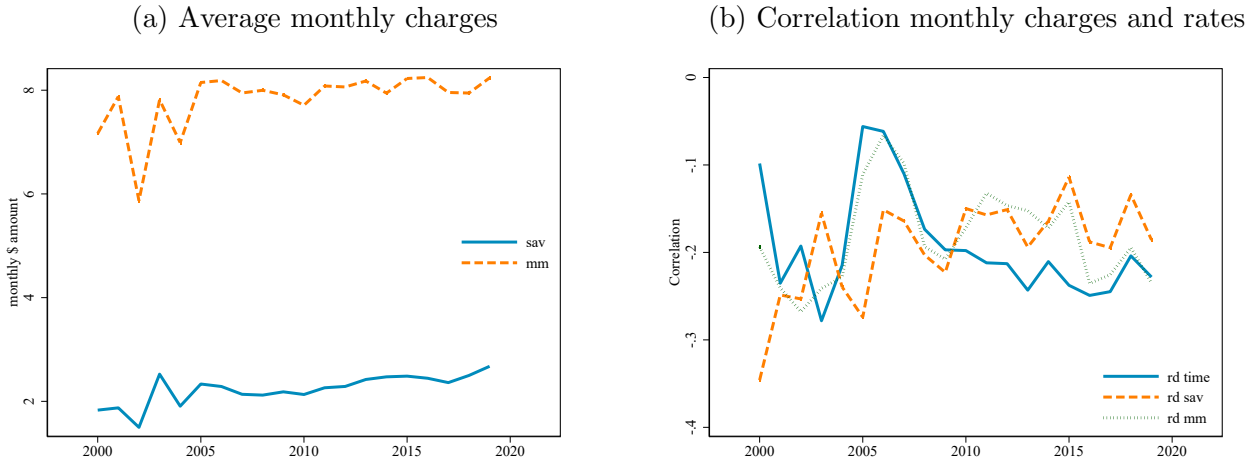 (a) Average monthly charges
monthly $ amount
8
6
4
2
2000 2005 2010 2015 2020
sav
mm
(b) Correlation monthly charges and rates
Correlation
0
-.1
-.2
-.3
-.4
2000 2005 2010 2015 2020
rd time
rd sav
rd mm